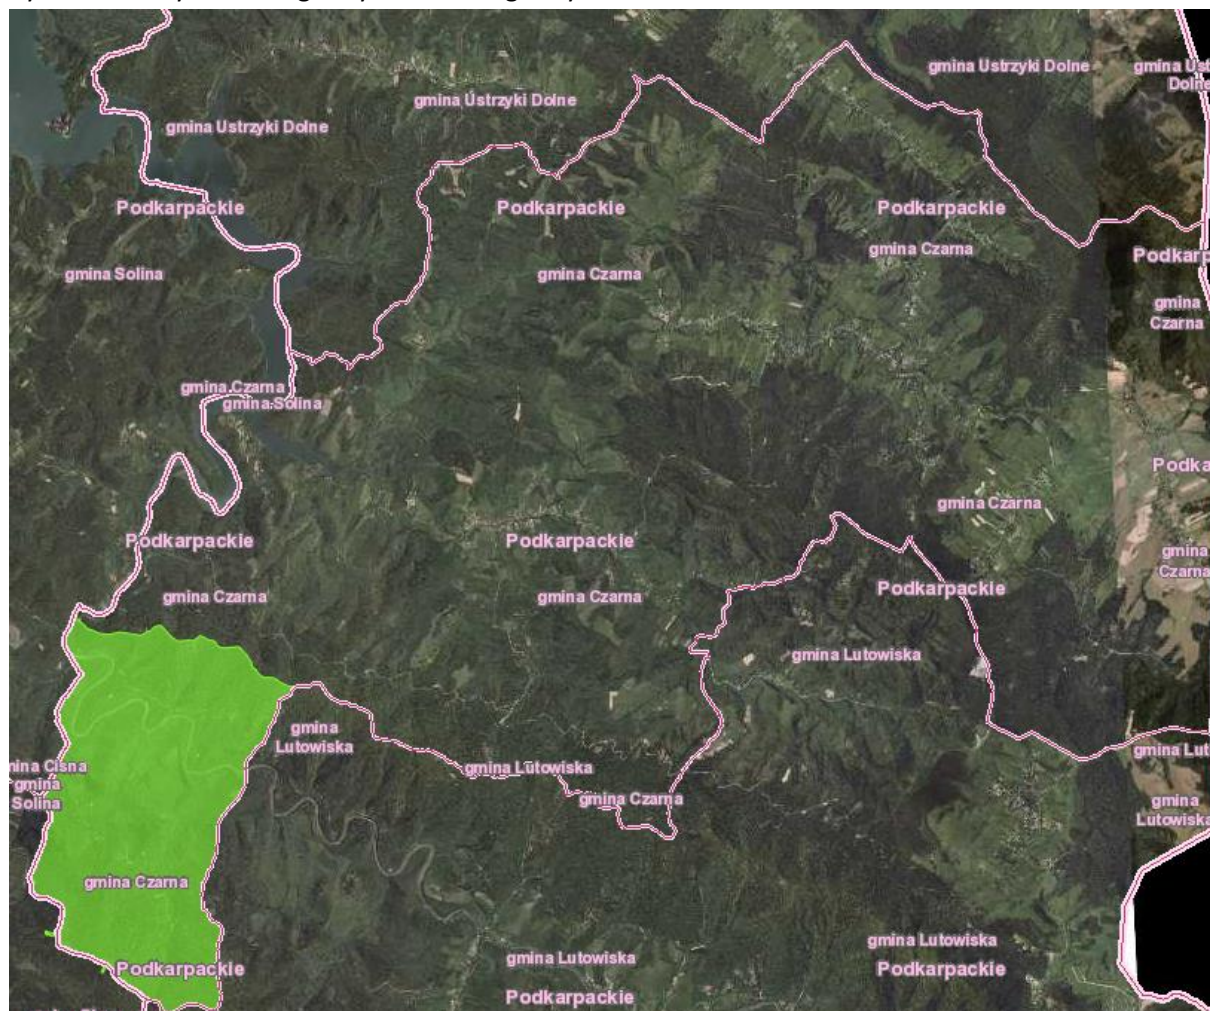 gmina Ustrzyki Dolne
gmina Ust
Dolne
gmina Ustrzyki Dolne
gmina Ustrzyki Dolne
Podkarpackie
Podkarpackie
Podkarpackie
gmina Czarna
Podkarp
gmina Solina
gmina Czarna
gmina
Czarna
gmina Czarna
gmina Solina
Podka
gmina Czarna
Podkarpackie
Podkarpackie
gmina
Czarna
Podkarpackie
gmina Czarna
gmina Czarna
gmina Lutowiska
gmina
Lutowiska
gmina Lut
mina Cisna
gmina
Solina
gmina Lutowiska
gmina Czarna
gmina
Lutowiska
gmina Czarna
gmina Lutowiska
gmina Lutowiska
Podkarpackie
Podkarpackie
Podkarpackie